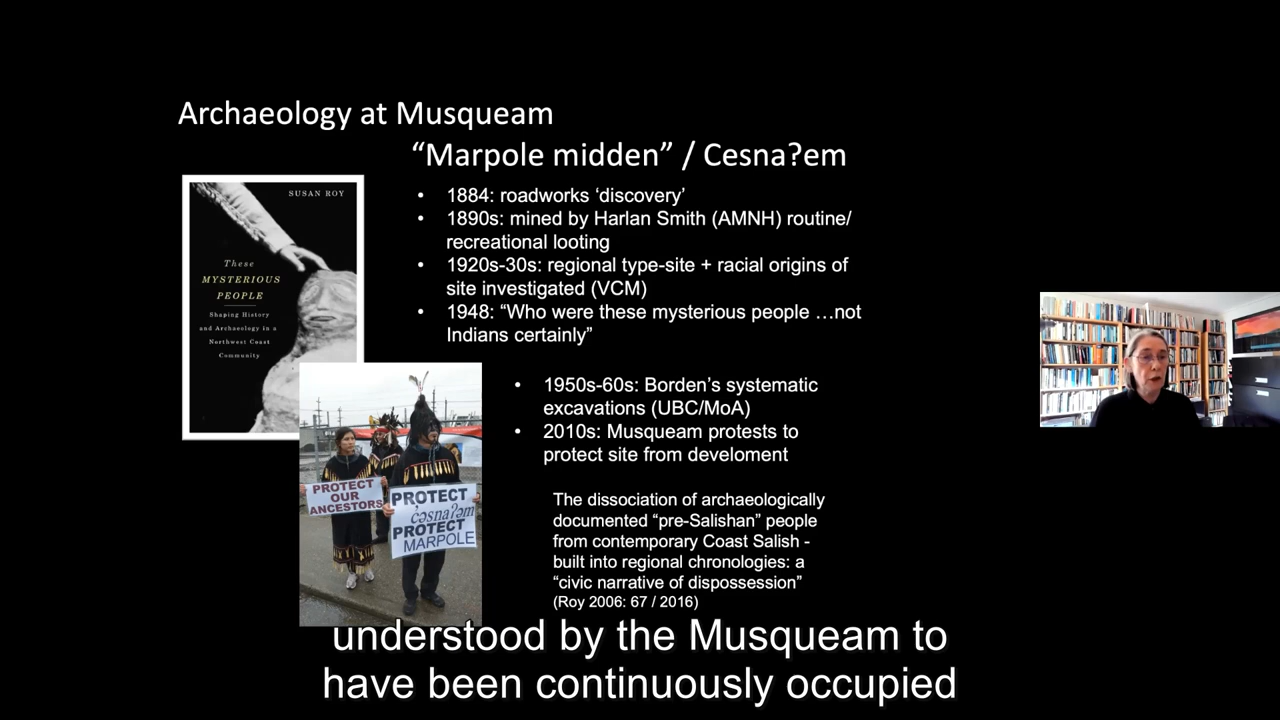 Archaeology at Musqueam
“Marpole midden” / Cesna?em
SUSAN ROY
These
MYSTERIOUS
PEOPLE
Shaping History
and Archaeology in a
Northwest Coast
Community
• 1884: roadworks ‘discovery’
• 1890s: mined by Harlan Smith (AMNH) routine/
recreational looting
• 1920s-30s: regional type-site + racial origins of
site investigated (VCM)
• 1948: “Who were these mysterious people …not
Indians certainly”
• 1950s-60s: Borden’s systematic
excavations (UBC/MoA)
• 2010s: Musqueam protests to
protect site from develoment
PROTECT
OUR
ANCESTORS
PROTECT
c̓əsnaʔəm
PROTECT
MARPOLE
The dissociation of archaeologically
documented “pre-Salishan” people
from contemporary Coast Salish -
built into regional chronologies: a
“civic narrative of dispossession”
(Roy 2006: 67 / 2016)
understood by the Musqueam to
have been continuously occupied